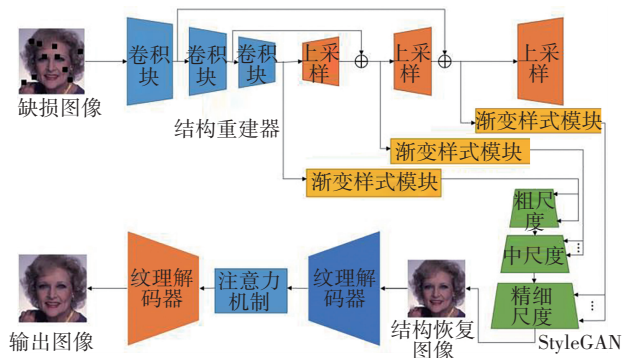 卷积
块
卷积
块
卷积
块
上采
样
上采
样
上采
样
缺损图像
结构重建器
渐变样式模块
渐变样式模块
渐变样式模块
粗尺
度
中尺度
精细
尺度
StyleGAN
纹理解
码器
注意力
机制
纹理解
码器
结构恢复
图像
输出图像